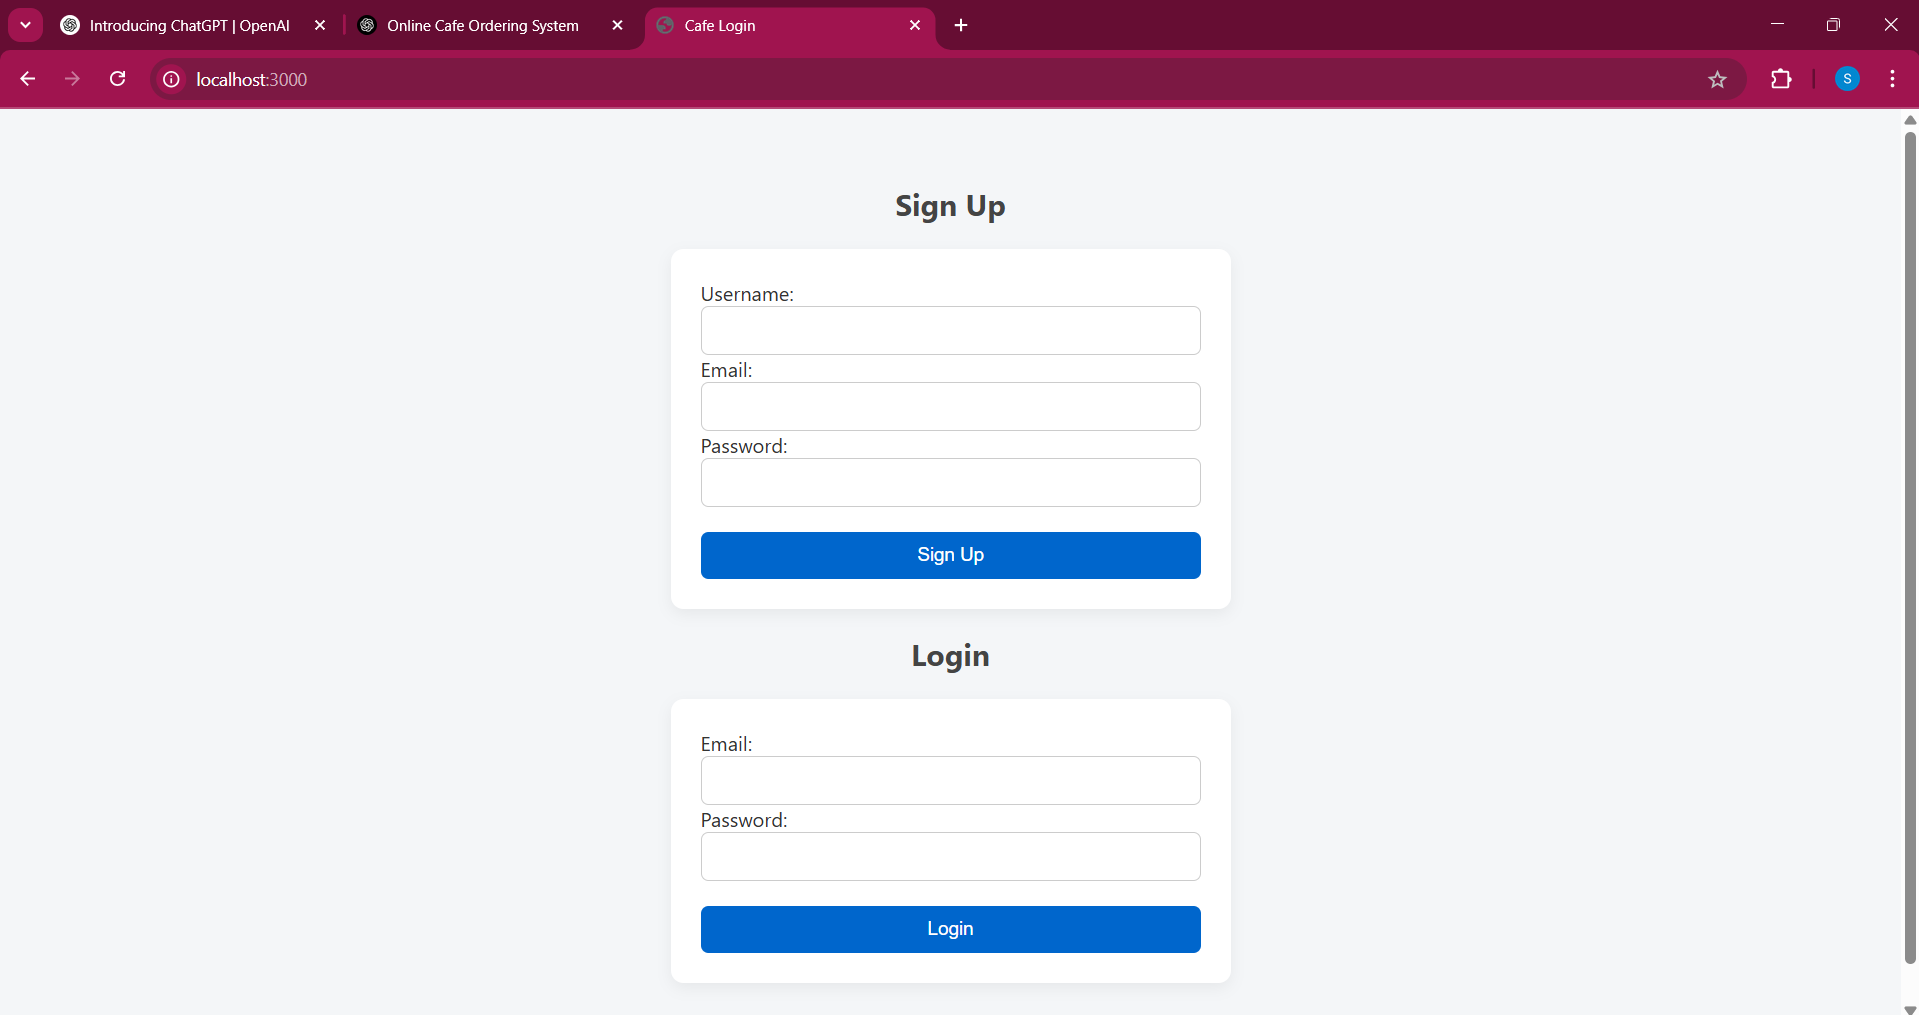 Introducing ChatGPT | OpenAI
Online Cafe Ordering System
Cafe Login
localhost:3000
S
Sign Up
Username:
Email:
Password:
Sign Up
Login
Email:
Password:
Login